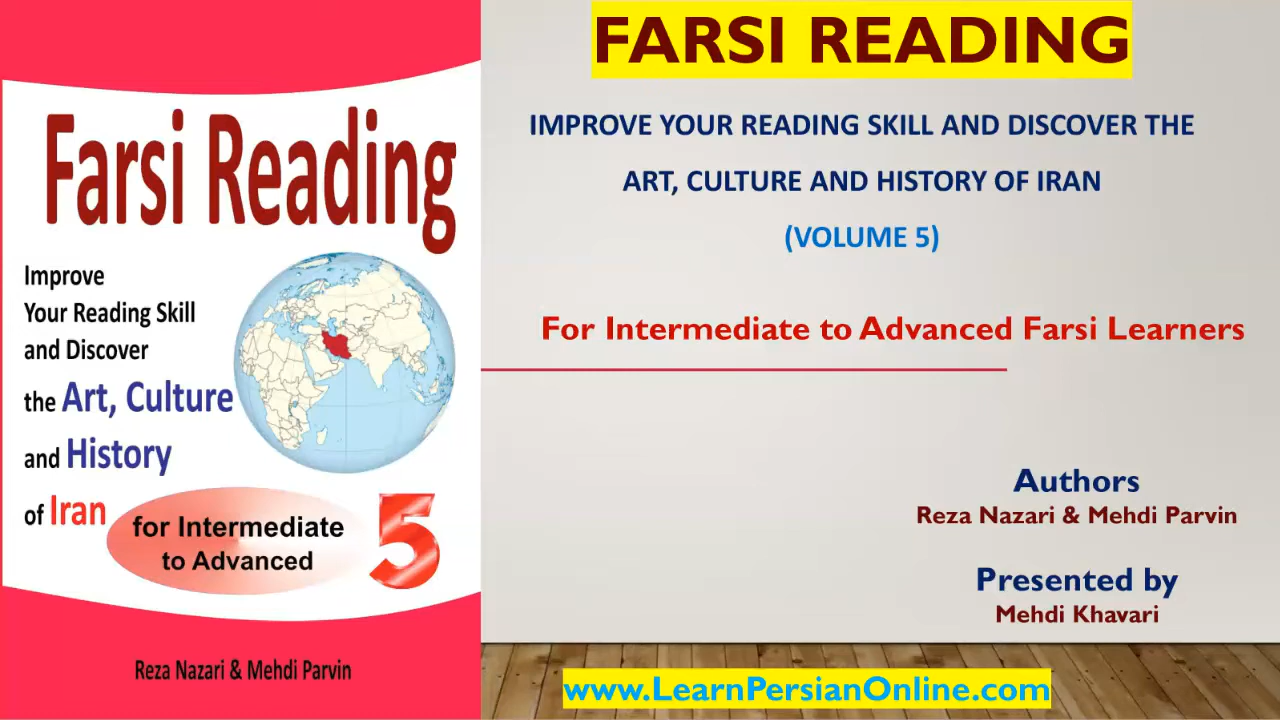 Farsi Reading
Improve
Your Reading Skill
and Discover
the Art, Culture
and History
of Iran
for Intermediate
to Advanced
5
Reza Nazari & Mehdi Parvin
FARSI READING
IMPROVE YOUR READING SKILL AND DISCOVER THE
ART, CULTURE AND HISTORY OF IRAN
(VOLUME 5)
For Intermediate to Advanced Farsi Learners
Authors
Reza Nazari & Mehdi Parvin
Presented by
Mehdi Khavari
www.LearnPersianOnline.com